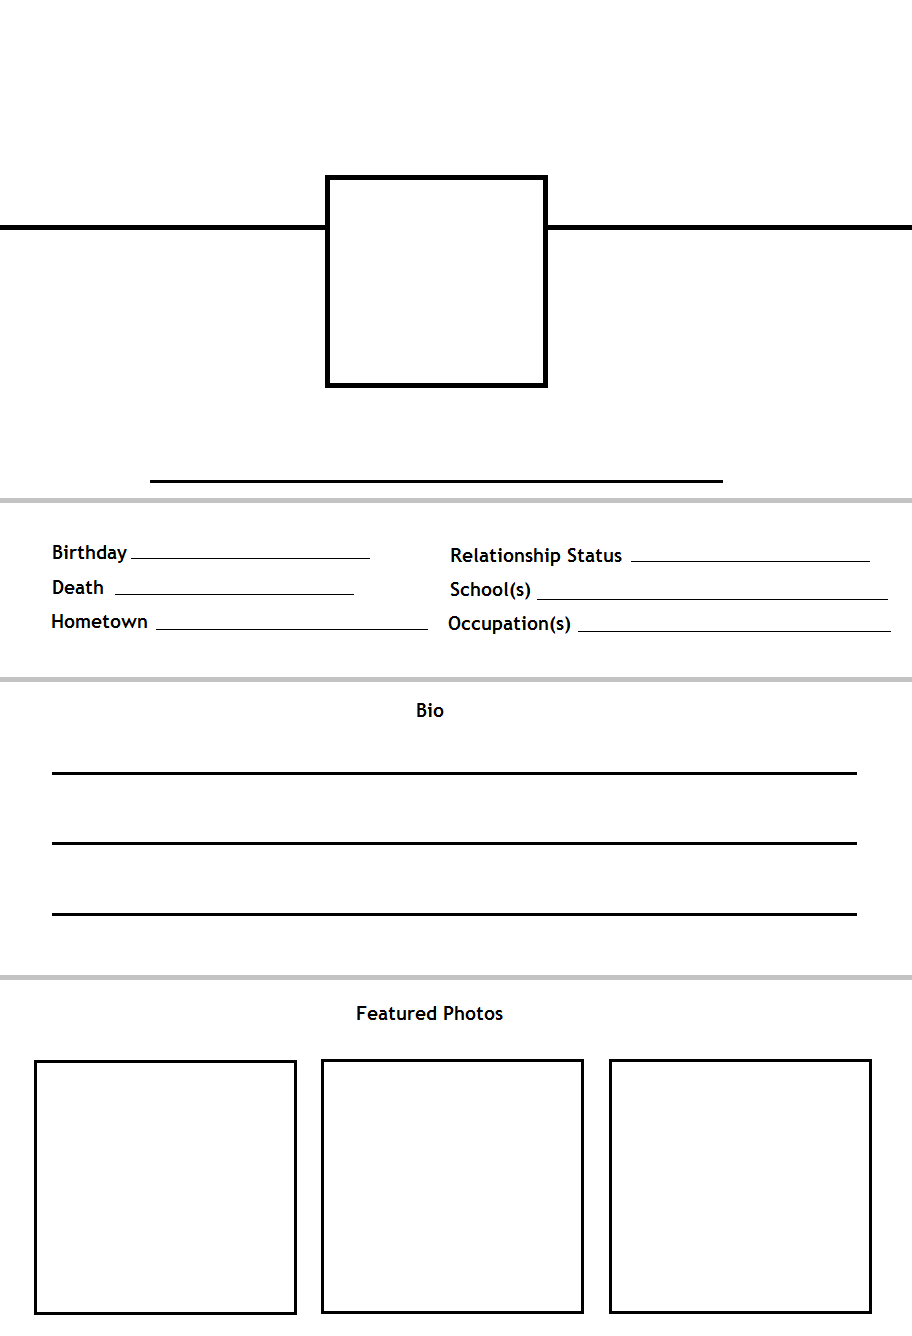 Birthday
Death
Hometown
Relationship Status
School(s)
Occupation(s)
Bio
Featured Photos